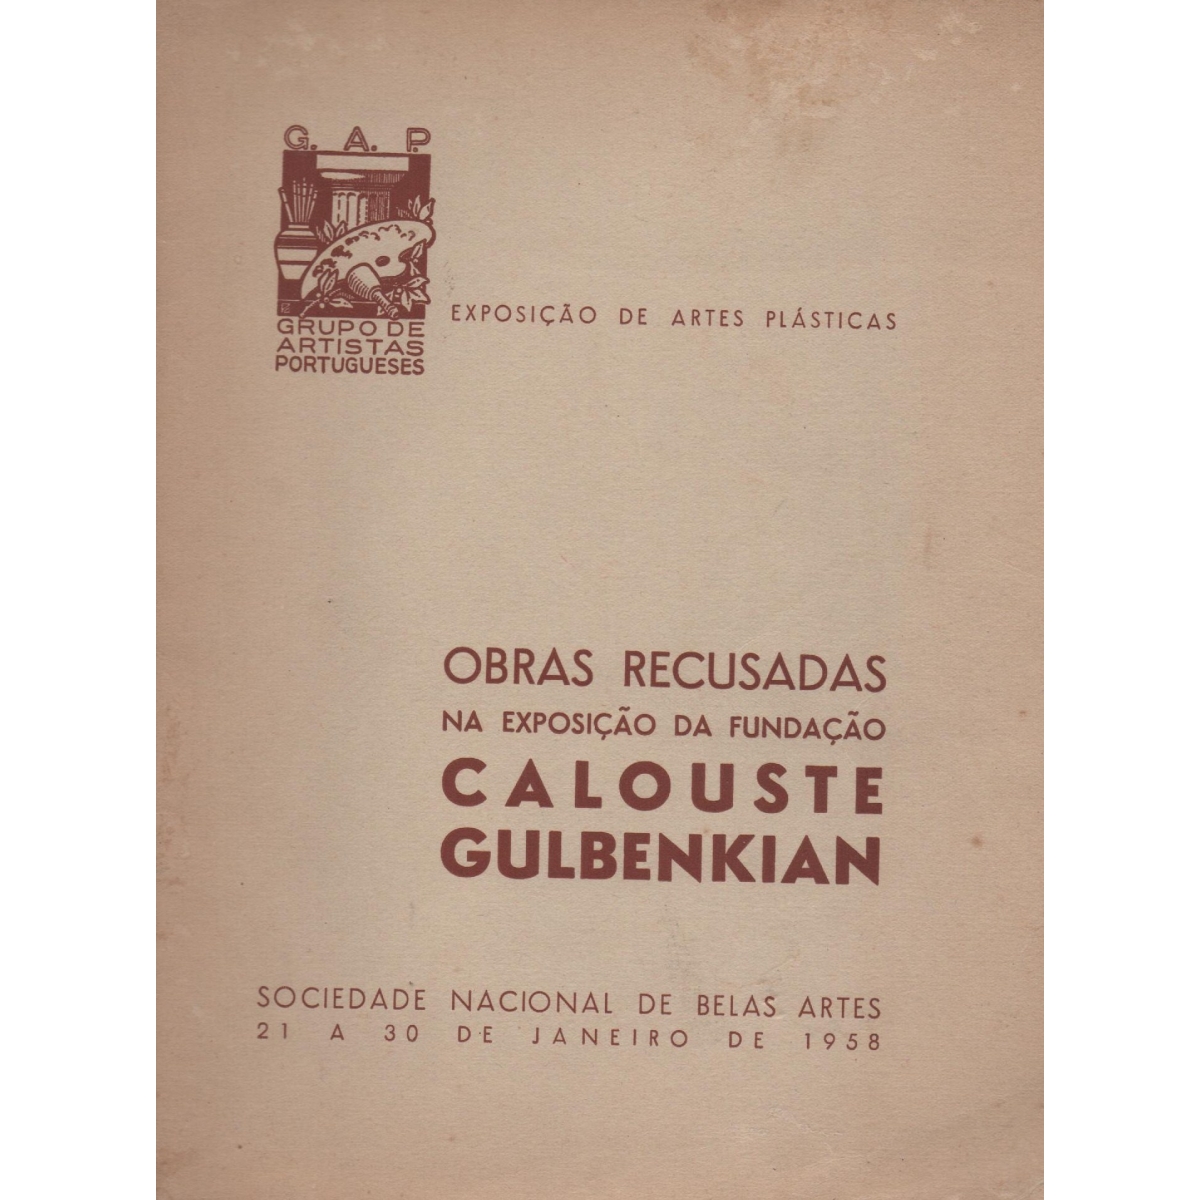 G. A. P.
GRUPO DE
ARTISTAS
PORTUGUESES
EXPOSIÇÃO DE ARTES PLÁSTICAS
OBRAS RECUSADAS
NA EXPOSIÇÃO DA FUNDAÇÃO
CALOUSTE
GULBENKIAN
SOCIEDADE NACIONAL DE BELAS ARTES
21 A 30 DE JANEIRO DE 1958